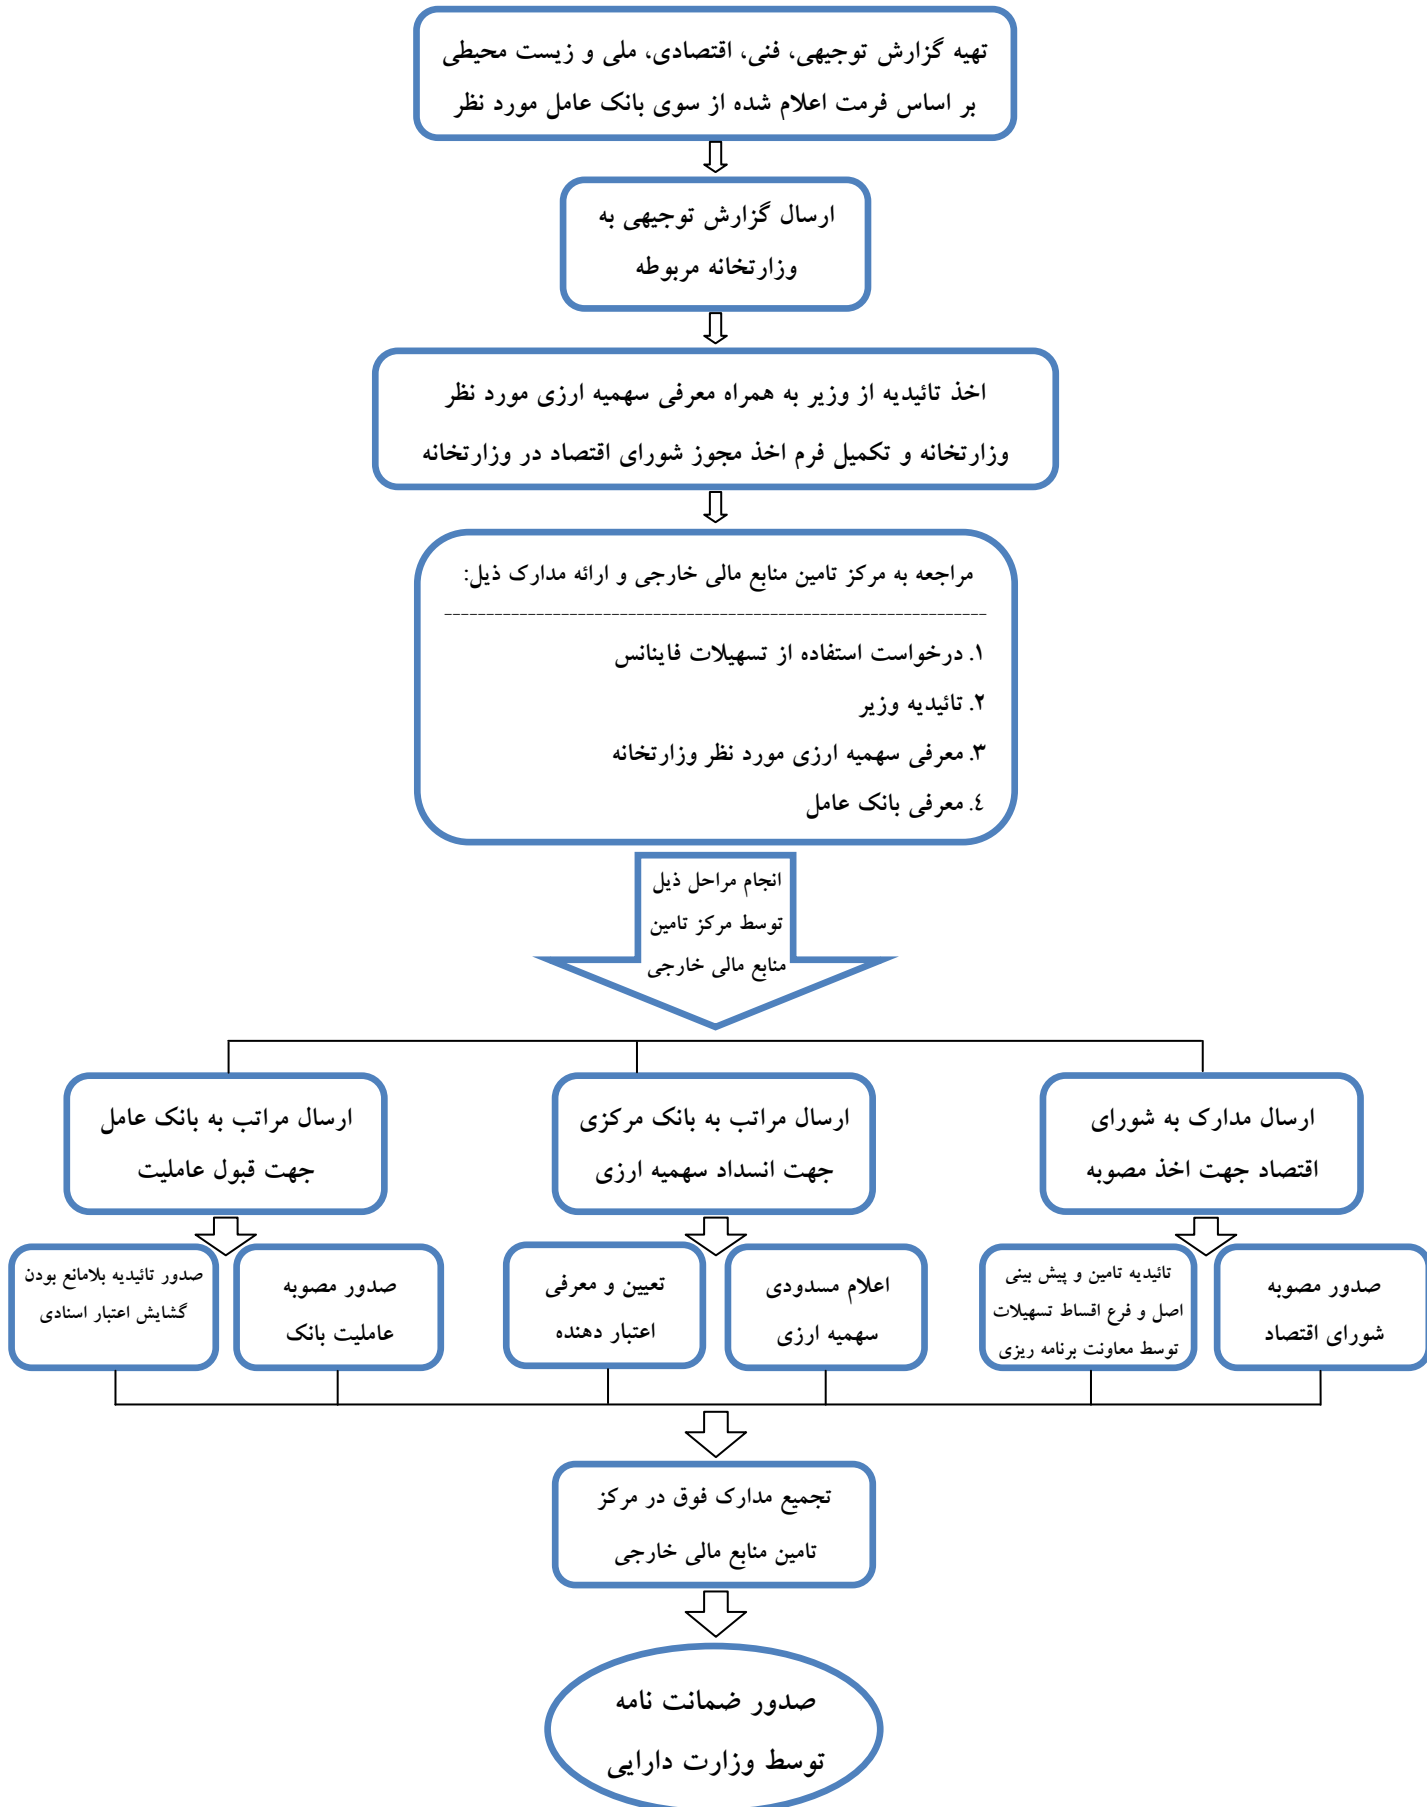 تهیه گزارش توجیهی، فنی، اقتصادی، ملی و زیست محیطی
بر اساس فرمت اعلام شده از سوی بانک عامل مورد نظر
ارسال گزارش توجیهی به
وزارتخانه مربوطه
اخذ تائیدیه از وزیر به همراه معرفی سهمیه ارزی مورد نظر
وزارتخانه و تکمیل فرم اخذ مجوز شورای اقتصاد در وزارتخانه
مراجعه به مرکز تامین منابع مالی خارجی و ارائه مدارک ذیل:
۱. درخواست استفاده از تسهیلات فاینانس
۲. تائیدیه وزیر
۳. معرفی سهمیه ارزی مورد نظر وزارتخانه
٤. معرفی بانک عامل
انجام مراحل ذیل
توسط مرکز تامین
منابع مالی خارجی
ارسال مدارک به شورای
اقتصاد جهت اخذ مصوبه
ارسال مراتب به بانک مرکزی
جهت انسداد سهمیه ارزی
ارسال مراتب به بانک عامل
جهت قبول عاملیت
صدور مصوبه
شورای اقتصاد
تائیدیه تامین و پیش بینی
اصل و فرع اقساط تسهیلات
توسط معاونت برنامه ریزی
اعلام مسدودی
سهمیه ارزی
تعیین و معرفی
اعتبار دهنده
صدور مصوبه
عاملیت بانک
صدور تائیدیه بلامانع بودن
گشایش اعتبار اسنادی
تجمیع مدارک فوق در مرکز
تامین منابع مالی خارجی
صدور ضمانت نامه
توسط وزارت دارایی